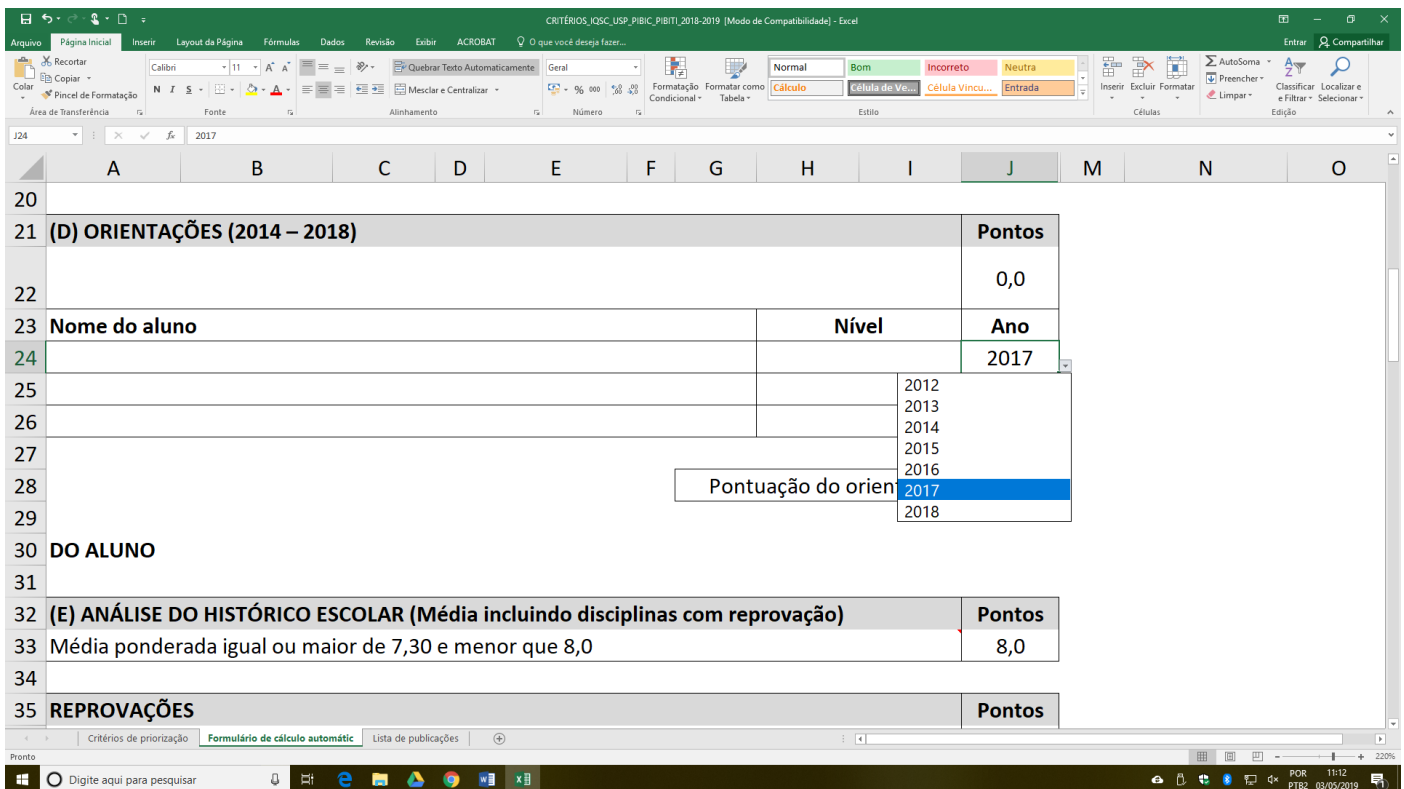 CRITÉRIOS_IQSC_USP_PIBIC_PIBITI_2018-2019 [Modo de Compatibilidade] - Excel
Arquivo Página Inicial Inserir Layout da Página Fórmulas Dados Revisão Exibir ACROBAT O que você deseja fazer... Entrar Compartilhar
Colar
Recortar
Copiar
Pincel de Formatação
Área de Transferência
Calibri 11
N I S
Fonte
Quebrar Texto Automaticamente
Mesclar e Centralizar
Alinhamento
Geral
% 000
Número
Formatação Condicional
Formatar como Tabela
Normal Bom Incorreto Neutra
Cálculo Célula de Ve... Célula Vincu... Entrada
Estilo
Inserir Excluir Formatar
Células
AutoSoma
Preencher
Limpar
Classificar e Filtrar
Localizar e Selecionar
Edição
J24 fx 2017
A B C D E F G H I J M N O
20
21 (D) ORIENTAÇÕES (2014 – 2018) Pontos
22 0,0
23 Nome do aluno Nível Ano
24 2017
25
26
27
28 Pontuação do orien
29
2012
2013
2014
2015
2016
2017
2018
30 DO ALUNO
31
32 (E) ANÁLISE DO HISTÓRICO ESCOLAR (Média incluindo disciplinas com reprovação) Pontos
33 Média ponderada igual ou maior de 7,30 e menor que 8,0 8,0
34
35 REPROVAÇÕES Pontos
Critérios de priorização Formulário de cálculo automátic Lista de publicações
Pronto 220%
Digite aqui para pesquisar
POR
PTB2
11:12
03/05/2019